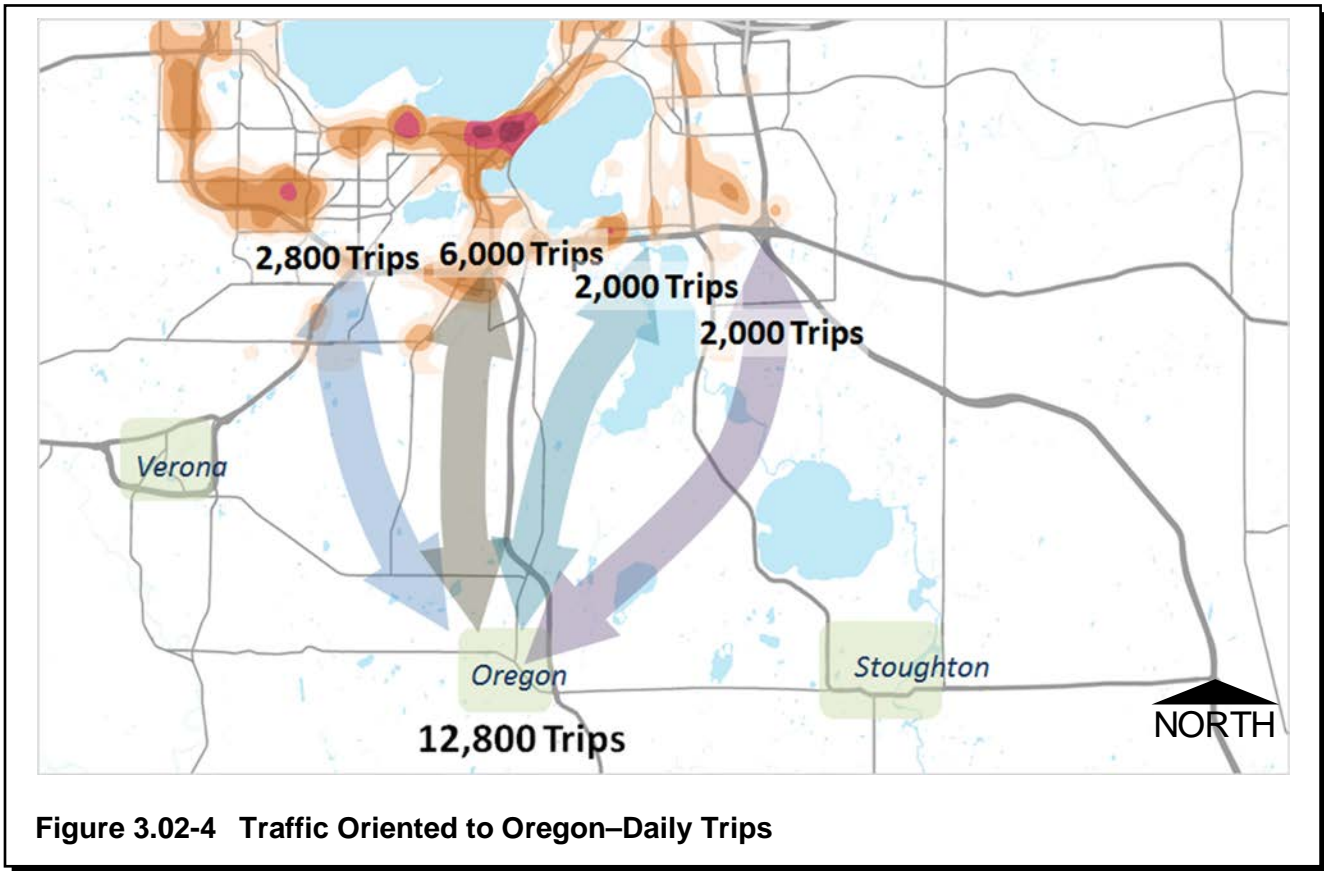 2,800 Trips
6,000 Trips
2,000 Trips
2,000 Trips
Verona
Oregon
Stoughton
12,800 Trips
NORTH
Figure 3.02-4 Traffic Oriented to Oregon–Daily Trips